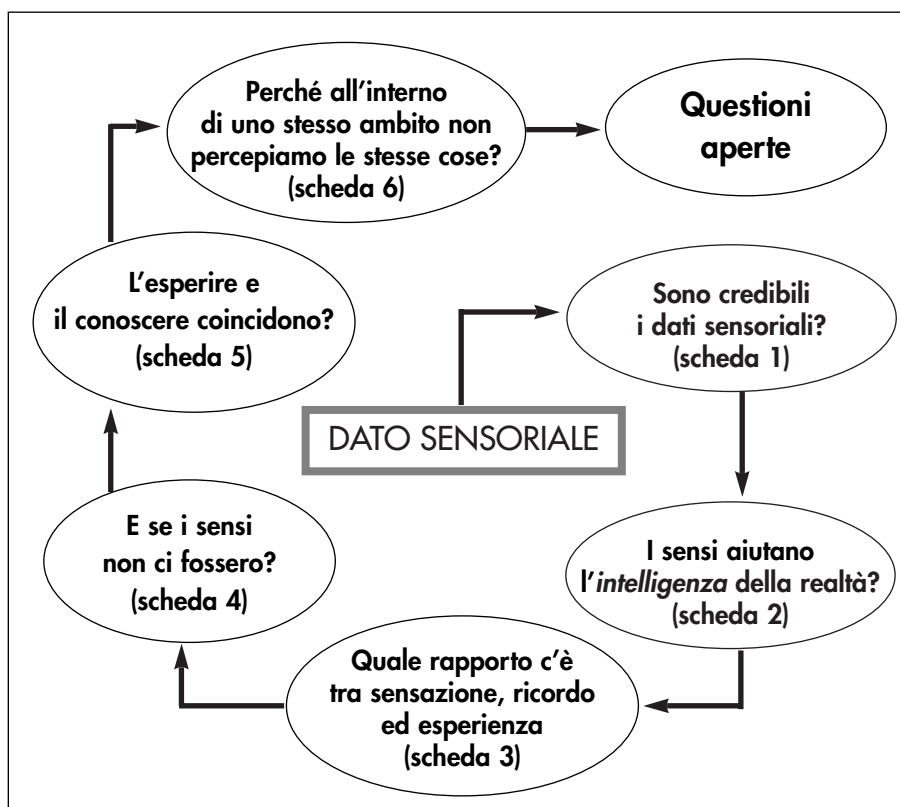 DATO SENSORIALE
Sono credibili
i dati sensoriali?
(scheda 1)
I sensi aiutano
l'intelligenza della realtà?
(scheda 2)
Quale rapporto c'è
tra sensazione, ricordo
ed esperienza
(scheda 3)
E se i sensi
non ci fossero?
(scheda 4)
L'esperire e
il conoscere coincidono?
(scheda 5)
Perché all'interno
di uno stesso ambito non
percepiamo le stesse cose?
(scheda 6)
Questioni
aperte